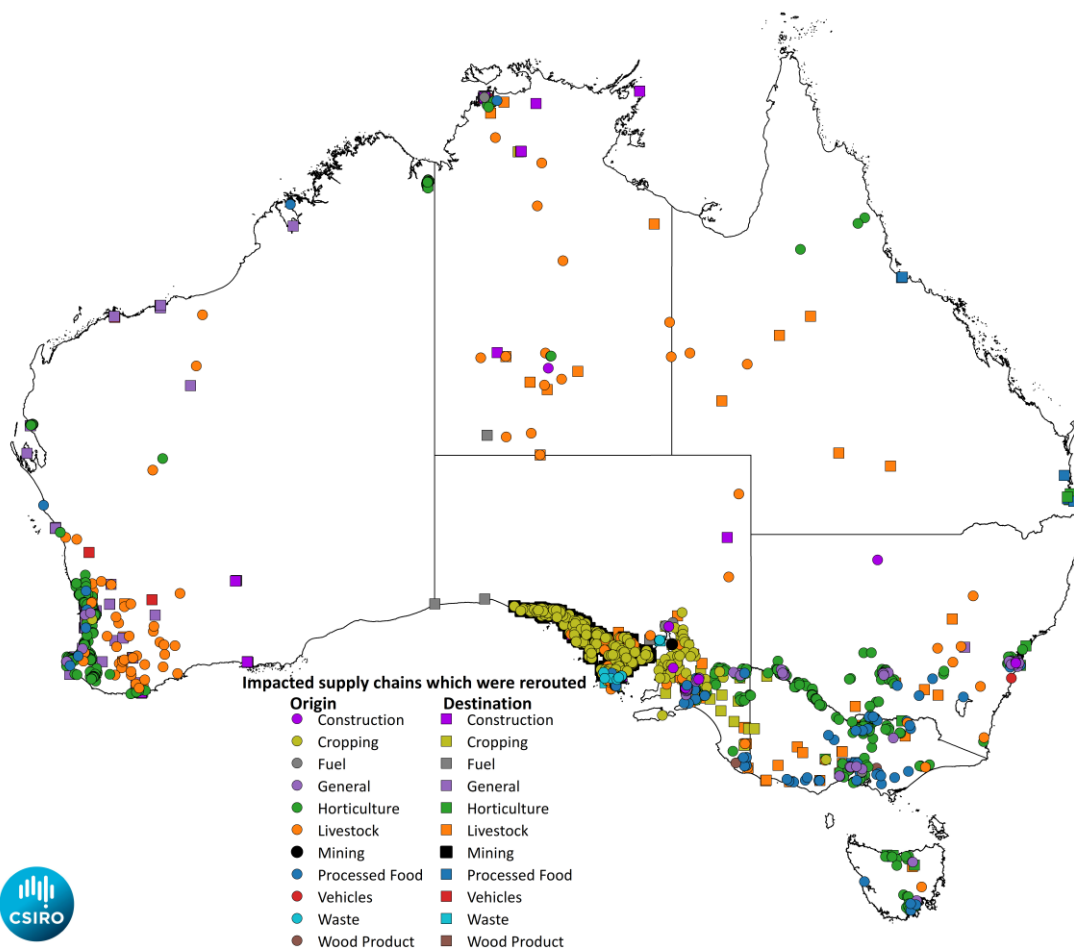 Impacted supply chains which were rerouted
Origin Destination
Construction Construction
Cropping Cropping
Fuel Fuel
General General
Horticulture Horticulture
Livestock Livestock
Mining Mining
Processed Food Processed Food
Vehicles Vehicles
Waste Waste
Wood Product Wood Product
CSIRO